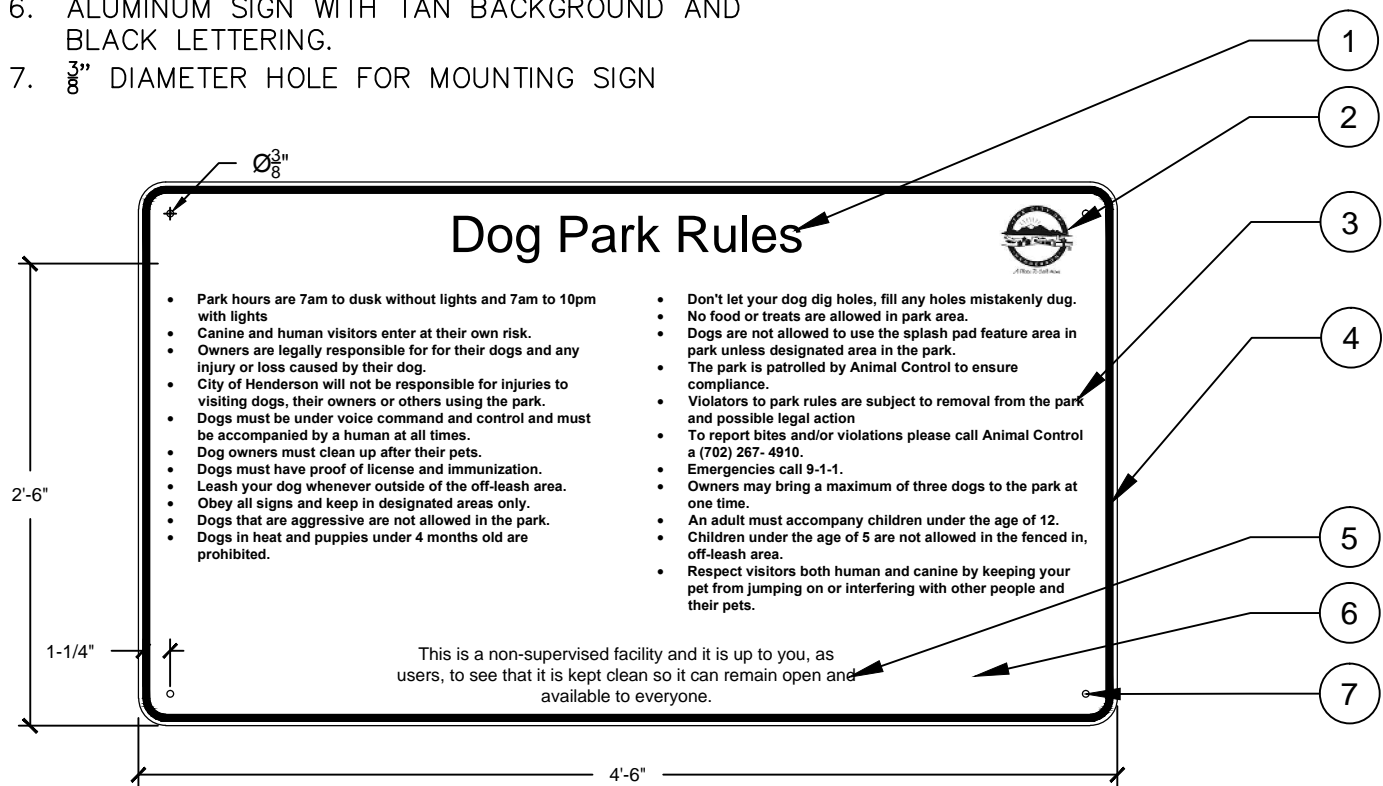 6. ALUMINUM SIGN WITH TAN BACKGROUND AND
BLACK LETTERING.
7. 3/8" DIAMETER HOLE FOR MOUNTING SIGN
1
2
3
4
5
6
7
Ø3/8"
Dog Park Rules
THE CITY OF
HENDERSON
A Place To Call Home
• Park hours are 7am to dusk without lights and 7am to 10pm
with lights
• Canine and human visitors enter at their own risk.
• Owners are legally responsible for for their dogs and any
injury or loss caused by their dog.
• City of Henderson will not be responsible for injuries to
visiting dogs, their owners or others using the park.
• Dogs must be under voice command and control and must
be accompanied by a human at all times.
• Dog owners must clean up after their pets.
• Dogs must have proof of license and immunization.
• Leash your dog whenever outside of the off-leash area.
• Obey all signs and keep in designated areas only.
• Dogs that are aggressive are not allowed in the park.
• Dogs in heat and puppies under 4 months old are
prohibited.
• Don't let your dog dig holes, fill any holes mistakenly dug.
• No food or treats are allowed in park area.
• Dogs are not allowed to use the splash pad feature area in
park unless designated area in the park.
• The park is patrolled by Animal Control to ensure
compliance.
• Violators to park rules are subject to removal from the park
and possible legal action
• To report bites and/or violations please call Animal Control
a (702) 267- 4910.
• Emergencies call 9-1-1.
• Owners may bring a maximum of three dogs to the park at
one time.
• An adult must accompany children under the age of 12.
• Children under the age of 5 are not allowed in the fenced in,
off-leash area.
• Respect visitors both human and canine by keeping your
pet from jumping on or interfering with other people and
their pets.
This is a non-supervised facility and it is up to you, as
users, to see that it is kept clean so it can remain open and
available to everyone.
2'-6"
1-1/4"
4'-6"